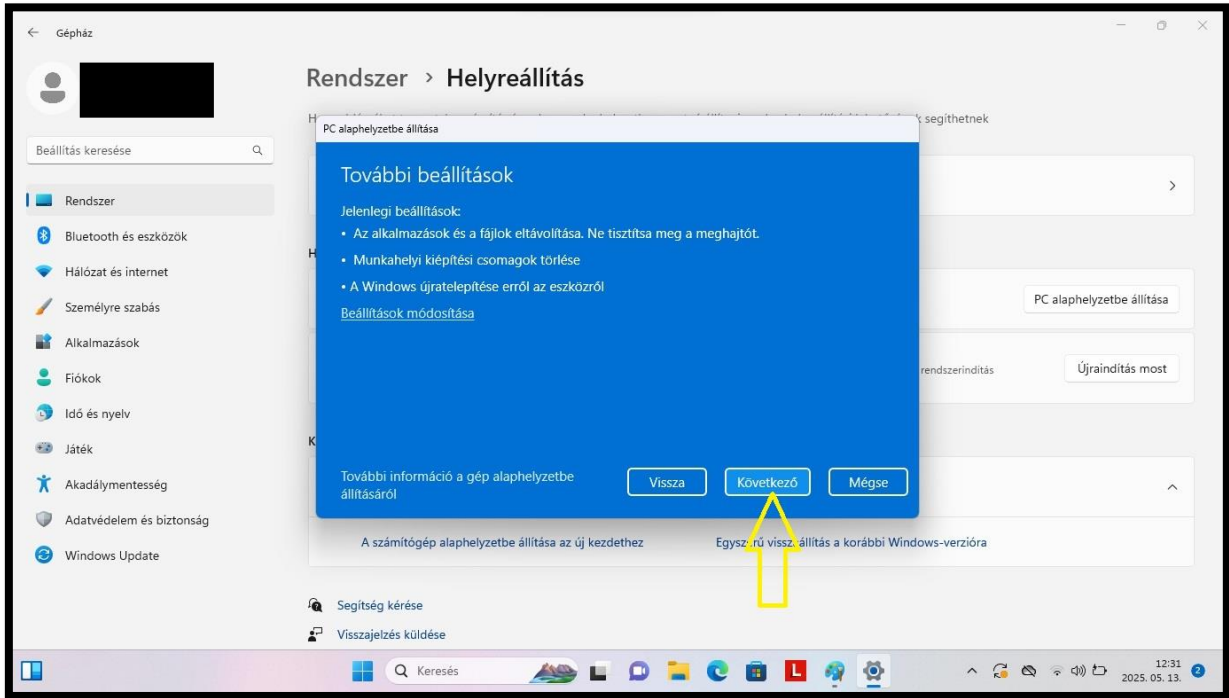 Gépház
Rendszer > Helyreállítás
segíthetnek
Beállítás keresése
Rendszer
Bluetooth és eszközök
Hálózat és internet
Személyre szabás
Alkalmazások
Fiókok
Idő és nyelv
Játék
Akadálymentesség
Adatvédelem és biztonság
Windows Update
PC alaphelyzetbe állítása
További beállítások
Jelenlegi beállítások:
• Az alkalmazások és a fájlok eltávolítása. Ne tisztítsa meg a meghajtót.
• Munkahelyi kiépítési csomagok törlése
• A Windows újratelepítése erről az eszközről
Beállítások módosítása
További információ a gép alaphelyzetbe
állításáról
Vissza
Következő
Mégse
PC alaphelyzetbe állítása
rendszerindítás
Újraindítás most
A számítógép alaphelyzetbe állítása az új kezdethez
Egyszerű visszaállítás a korábbi Windows-verzióra
Segítség kérése
Visszajelzés küldése
Keresés
L
12:31
2025. 05. 13.
2